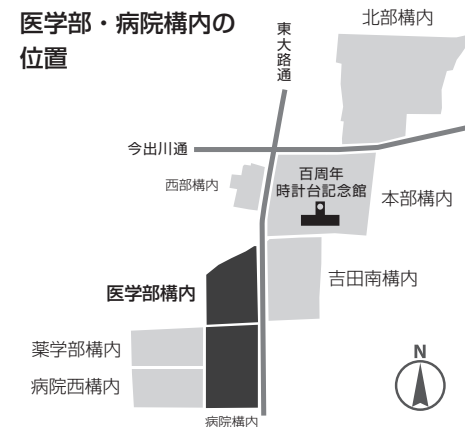 医学部・病院構内の
位置
北部構内
東大路通
今出川通
百周年
時計台記念館
西部構内
本部構内
吉田南構内
医学部構内
薬学部構内
病院西構内
病院構内
N